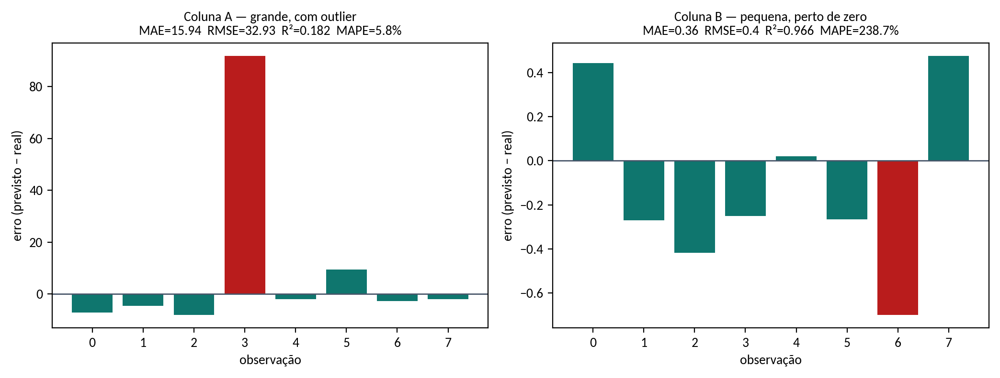 Coluna A — grande, com outlier
MAE=15.94  RMSE=32.93  R²=0.182  MAPE=5.8%
erro (previsto − real)
80
60
40
20
0
0 1 2 3 4 5 6 7
observação
Coluna B — pequena, perto de zero
MAE=0.36  RMSE=0.4  R²=0.966  MAPE=238.7%
erro (previsto − real)
0.4
0.2
0.0
−0.2
−0.4
−0.6
0 1 2 3 4 5 6 7
observação